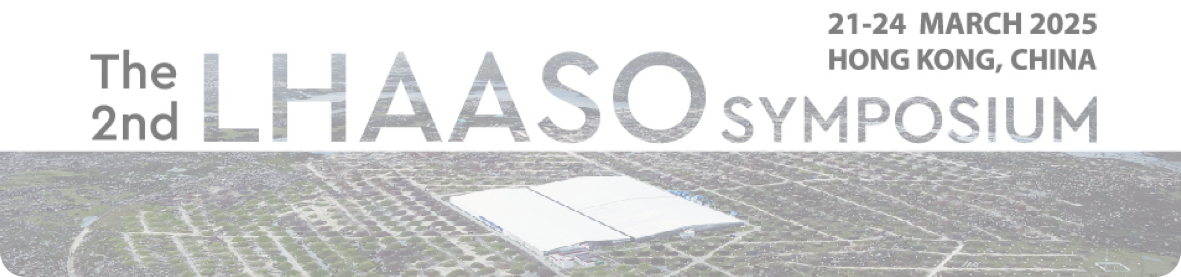 The
2nd
LHAASO SYMPOSIUM
21-24 MARCH 2025
HONG KONG, CHINA